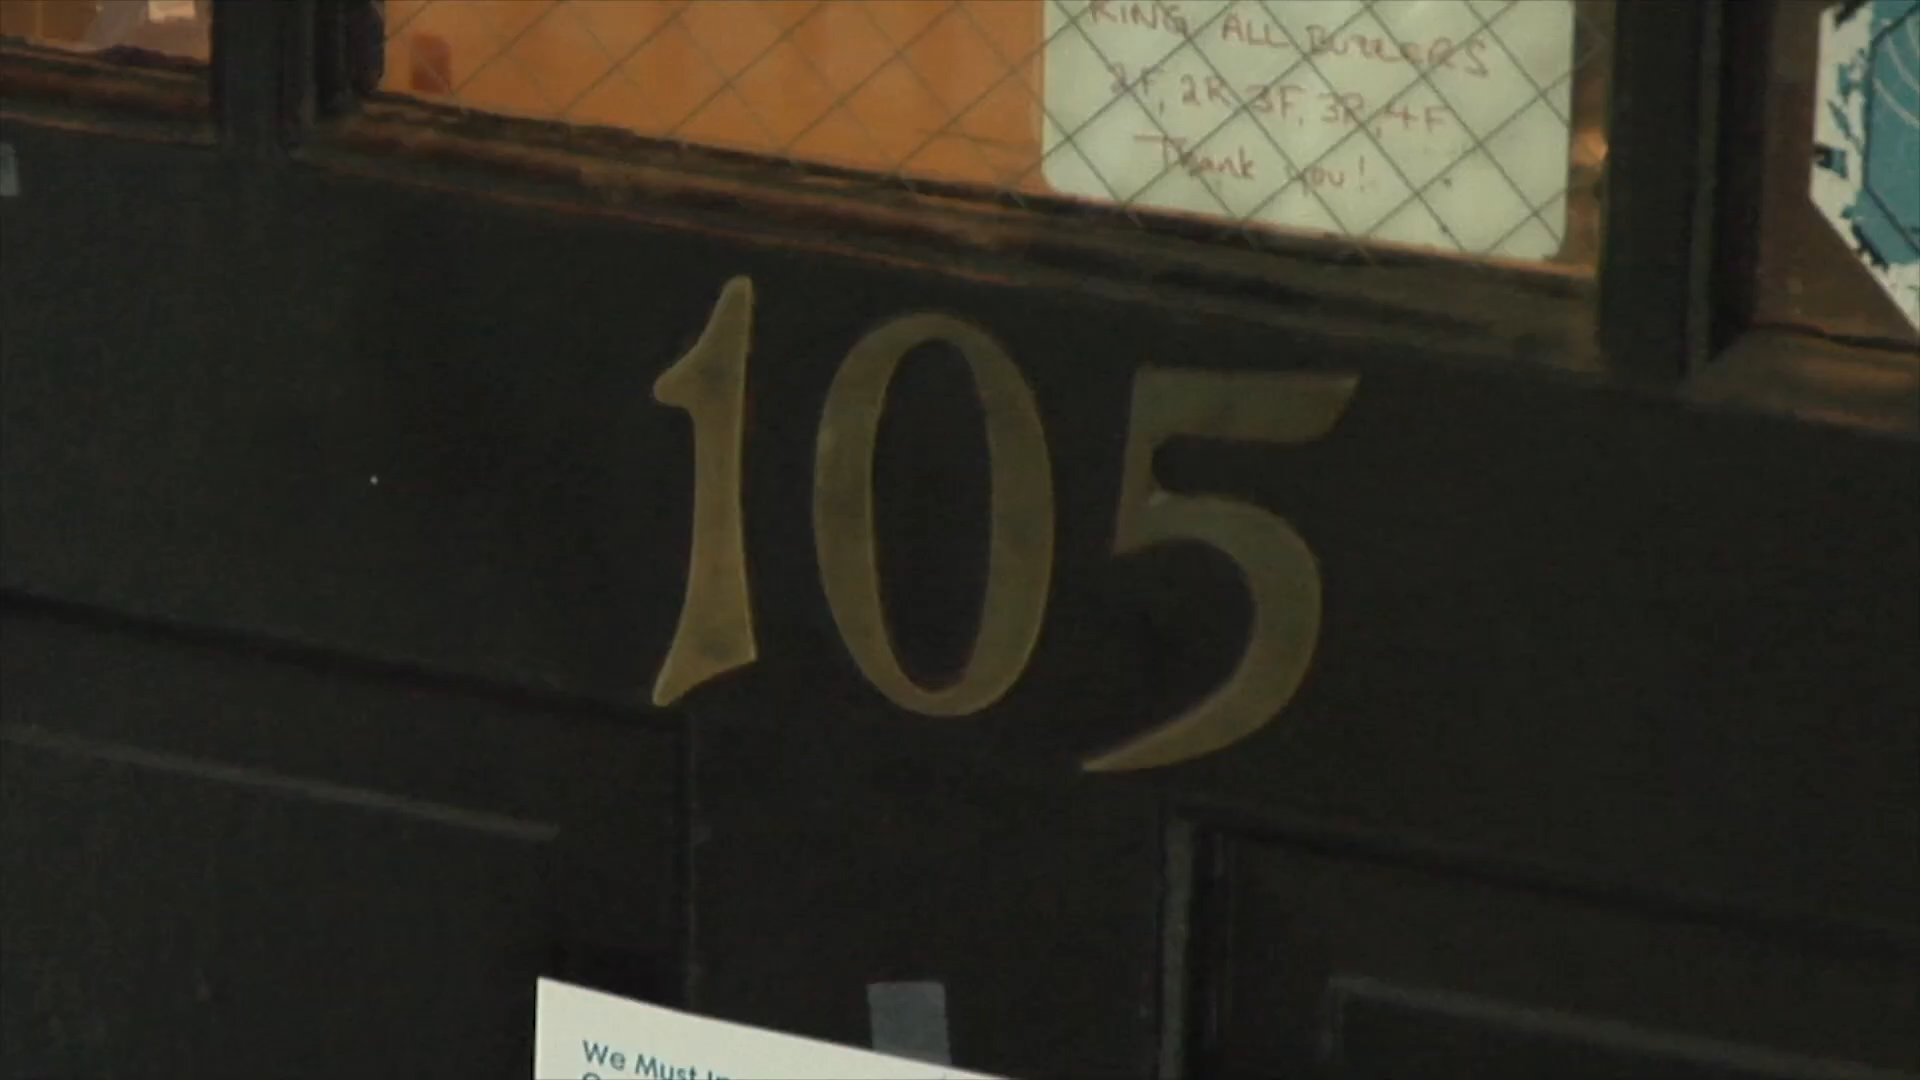 RING ALL BUZZERS
2F, 2R, 3F, 3R, 4F
Thank you!
105
We Must